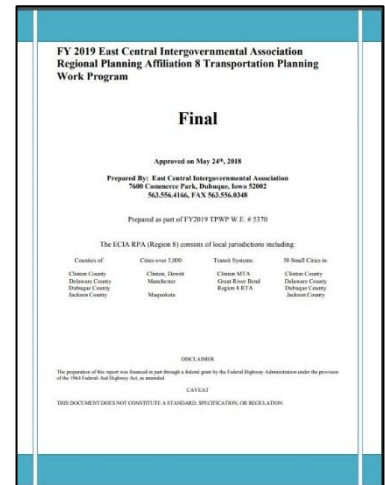 FY 2019 East Central Intergovernmental Association
Regional Planning Affiliation 8 Transportation Planning
Work Program
Final
Approved on May 24th, 2018
Prepared By: East Central Intergovernmental Association
7600 Commerce Park, Dubuque, Iowa 52002
563.556.4166, FAX 563.556.0348
Prepared as part of FY2019 TPWP W.E. # 5370
The ECIA RPA (Region 8) consists of local jurisdictions including:
Counties of: Cities over 5,000: Transit Systems: 50 Small Cities in:
Clinton County Clinton, Dewitt Clinton MTA Clinton County
Delaware County Manchester Great River Bend Delaware County
Dubuque County Region 8 RTA Dubuque County
Jackson County Maquoketa Jackson County
DISCLAIMER
The preparation of this report was financed in part through a federal grant by the Federal Highway Administration under the provision
of the 1964 Federal-Aid Highway Act, as amended
CAVEAT
THIS DOCUMENT DOES NOT CONSTITUTE A STANDARD, SPECIFICATION, OR REGULATION.